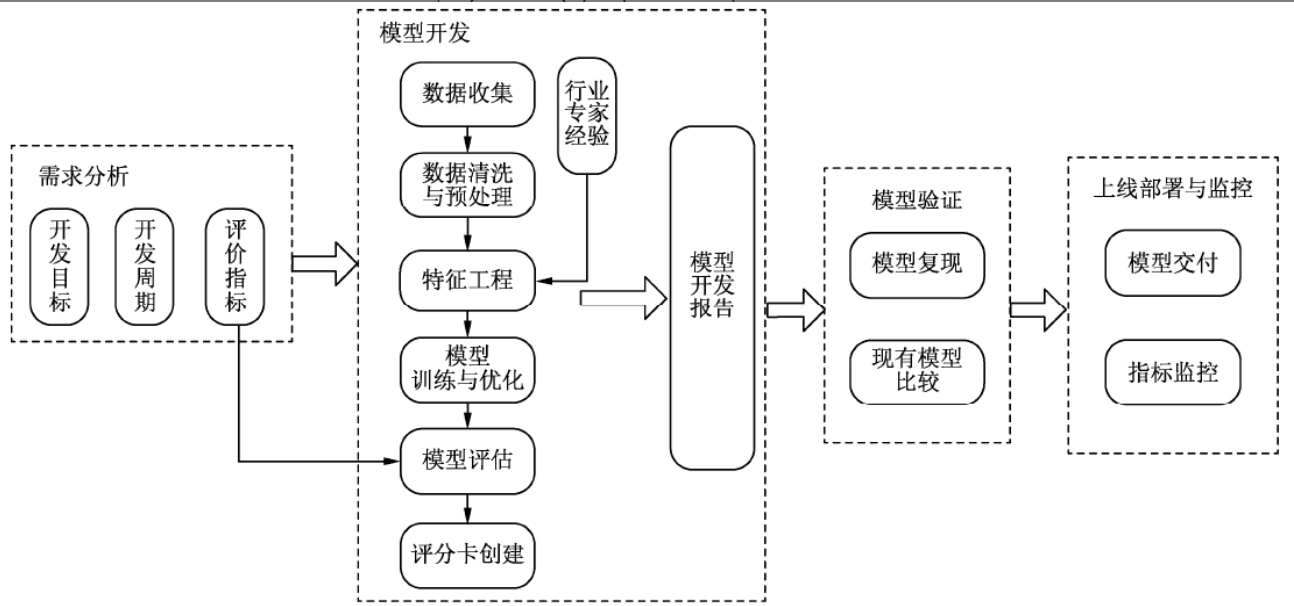 需求分析
开发目标
开发周期
评价指标
模型开发
数据收集
数据清洗
与预处理
特征工程
模型
训练与优化
模型评估
评分卡创建
行业
专家
经验
模型
开发
报告
模型验证
模型复现
现有模型
比较
上线部署与监控
模型交付
指标监控